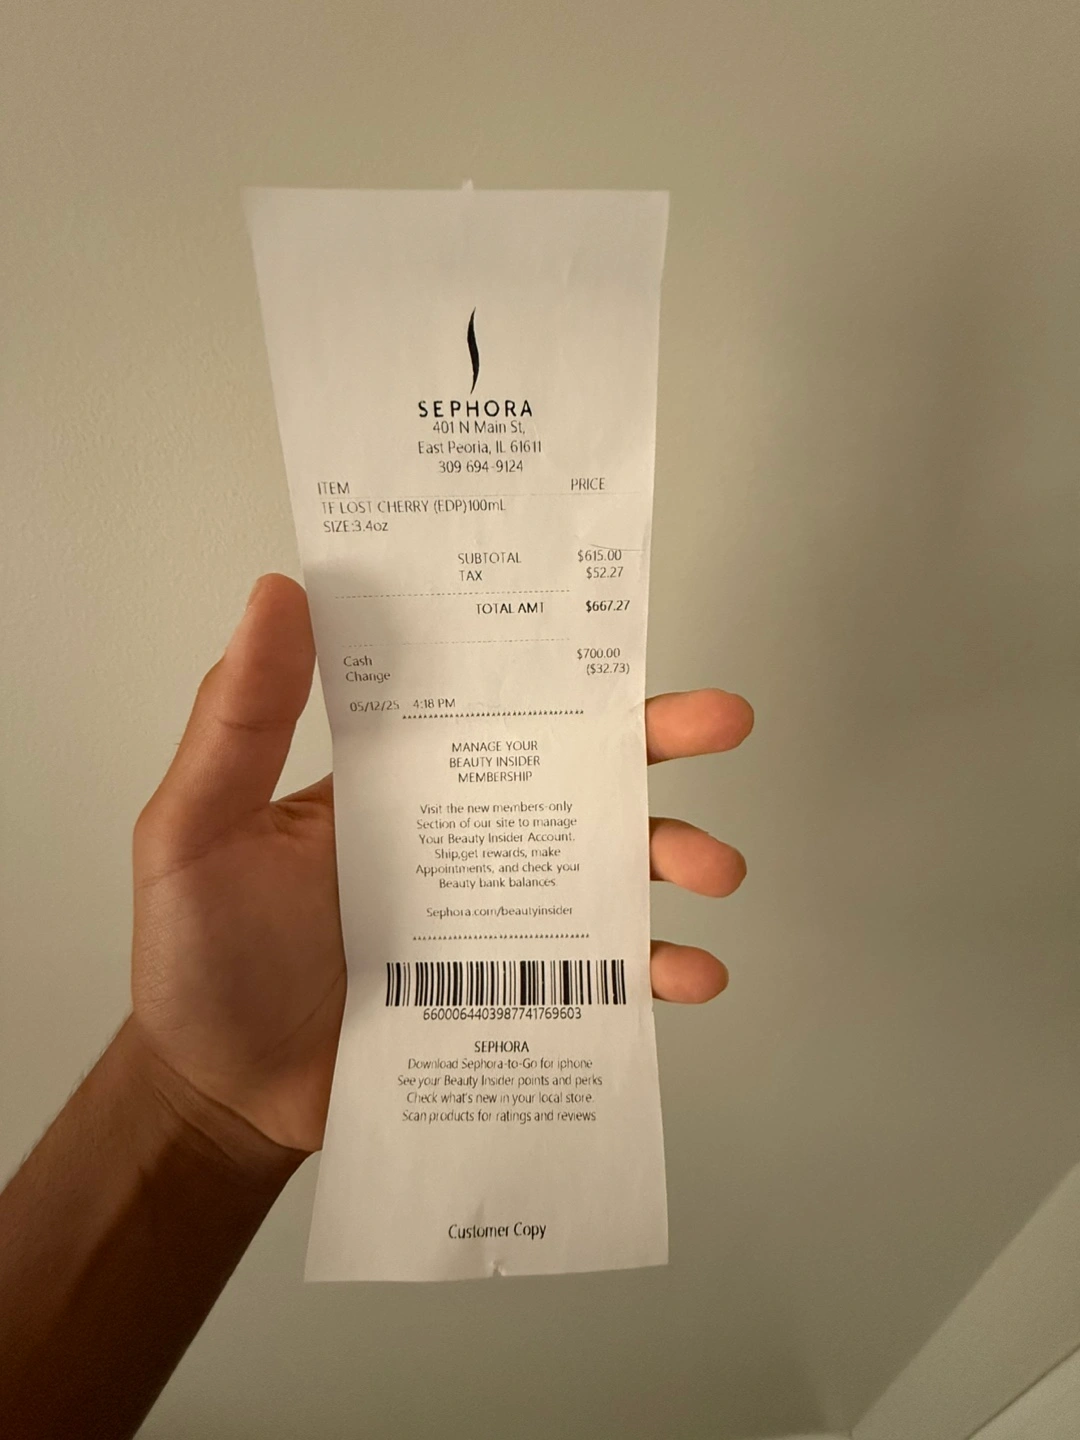 SEPHORA
401 N Main St,
East Peoria, IL 61611
309 694-9124
ITEM PRICE
TF LOST CHERRY (EDP)100mL
SIZE:3.4oz
SUBTOTAL $615.00
TAX $52.27
TOTAL AMT $667.27
Cash $700.00
Change ($32.73)
05/12/25 4:18 PM
MANAGE YOUR
BEAUTY INSIDER
MEMBERSHIP
Visit the new members-only
Section of our site to manage
Your Beauty Insider Account.
Ship,get rewards, make
Appointments, and check your
Beauty bank balances.
Sephora.com/beautyinsider
6600064403987741769603
SEPHORA
Download Sephora-to-Go for iphone
See your Beauty Insider points and perks
Check what's new in your local store.
Scan products for ratings and reviews
Customer Copy